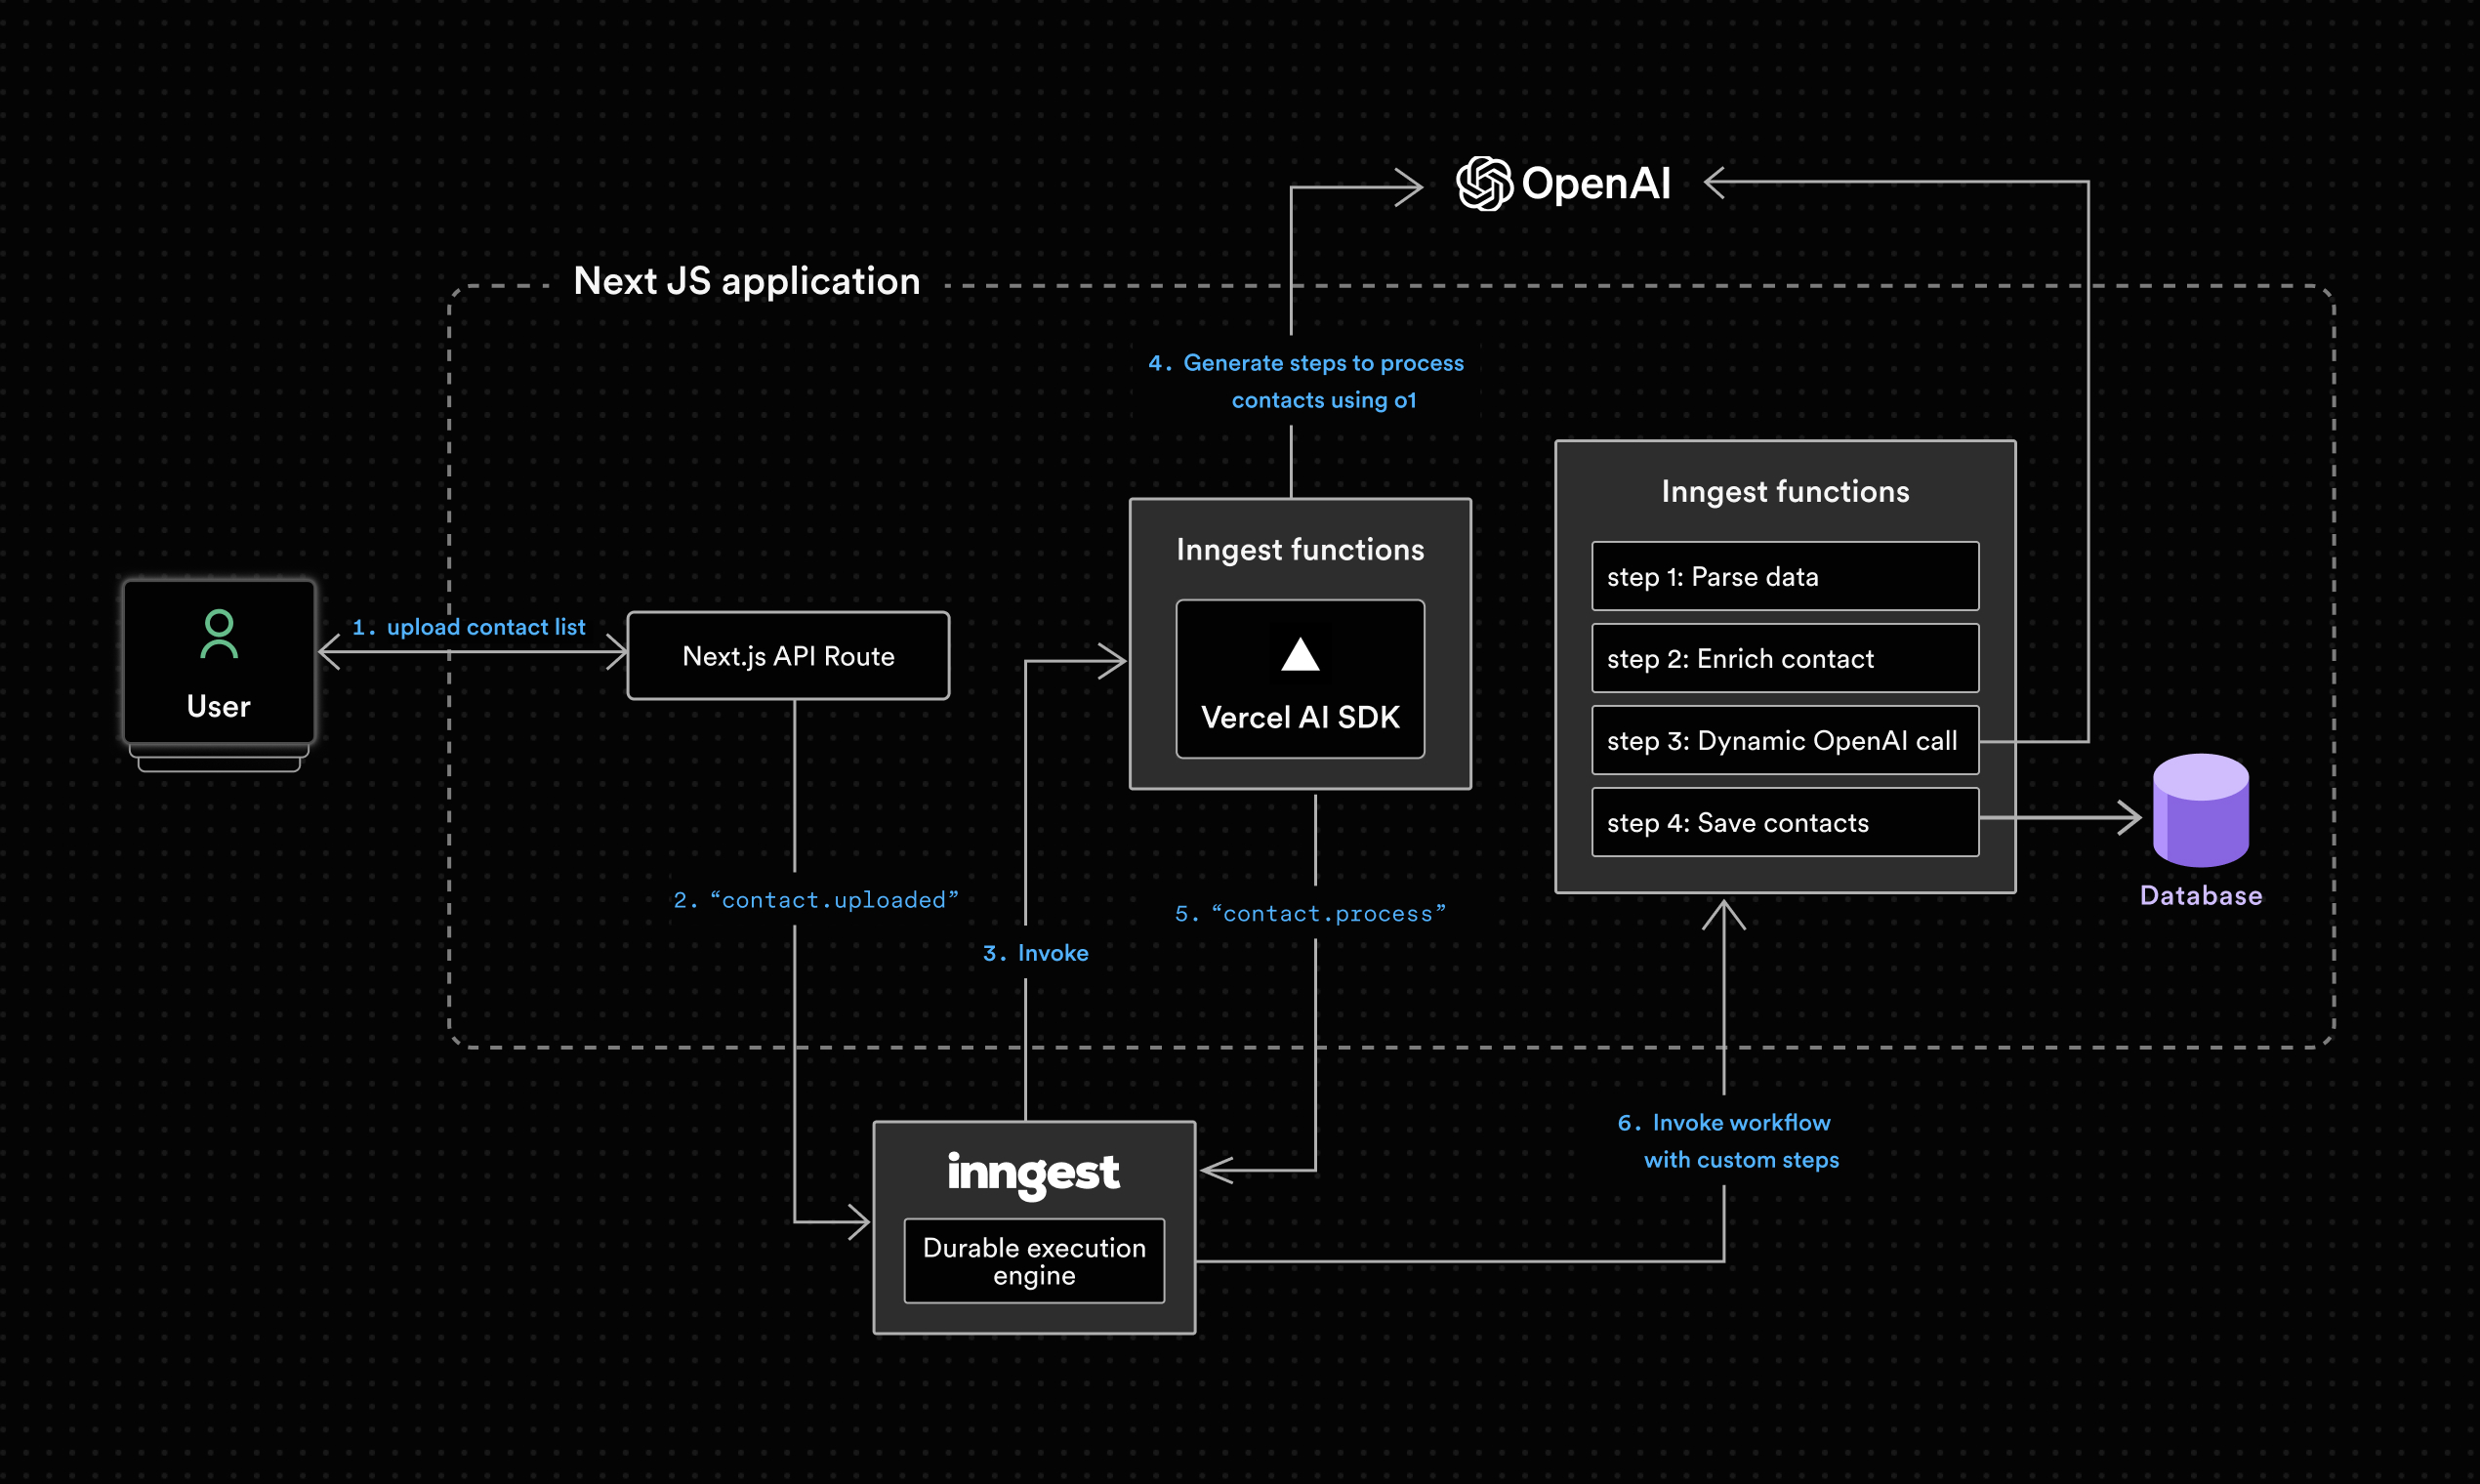 OpenAI
Next JS application
4. Generate steps to process
contacts using o1
Inngest functions
step 1: Parse data
step 2: Enrich contact
step 3: Dynamic OpenAI call
step 4: Save contacts
Inngest functions
Vercel AI SDK
1. upload contact list
User
Next.js API Route
Database
2. “contact.uploaded”
3. Invoke
5. “contact.process”
6. Invoke workflow
with custom steps
inngest
Durable execution
engine